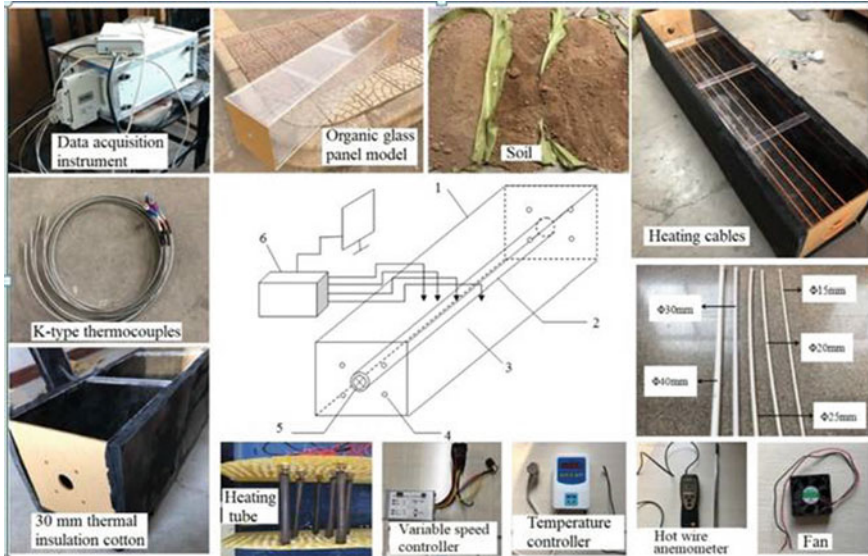 Data acquisition
instrument
Organic glass
panel model
Soil
Heating cables
K-type thermocouples
1
6
2
3
5
4
Φ15mm
Φ30mm
Φ20mm
Φ40mm
Φ25mm
30 mm thermal
insulation cotton
Heating
tube
Variable speed
controller
Temperature
controller
Hot wire
anemometer
Fan